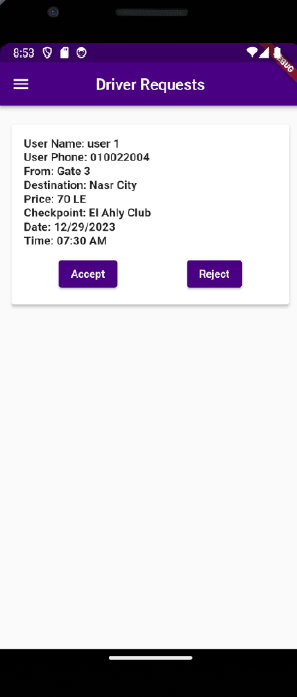 8:53
DEBUG
Driver Requests
User Name: user 1
User Phone: 010022004
From: Gate 3
Destination: Nasr City
Price: 70 LE
Checkpoint: El Ahly Club
Date: 12/29/2023
Time: 07:30 AM
Accept Reject